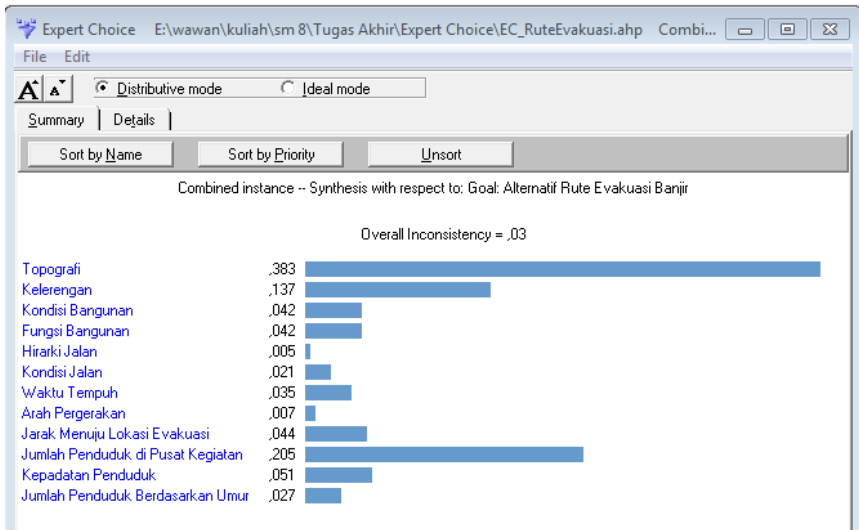 Expert Choice E:\wawan\kuliah\sm 8\Tugas Akhir\Expert Choice\EC_RuteEvakuasi.ahp Combi...
File Edit
A A Distributive mode Ideal mode
Summary Details
Sort by Name Sort by Priority Unsort
Combined instance -- Synthesis with respect to: Goal: Alternatif Rute Evakuasi Banjir
Overall Inconsistency = ,03
Topografi ,383
Kelerengan ,137
Kondisi Bangunan ,042
Fungsi Bangunan ,042
Hirarki Jalan ,005
Kondisi Jalan ,021
Waktu Tempuh ,035
Arah Pergerakan ,007
Jarak Menuju Lokasi Evakuasi ,044
Jumlah Penduduk di Pusat Kegiatan ,205
Kepadatan Penduduk ,051
Jumlah Penduduk Berdasarkan Umur ,027